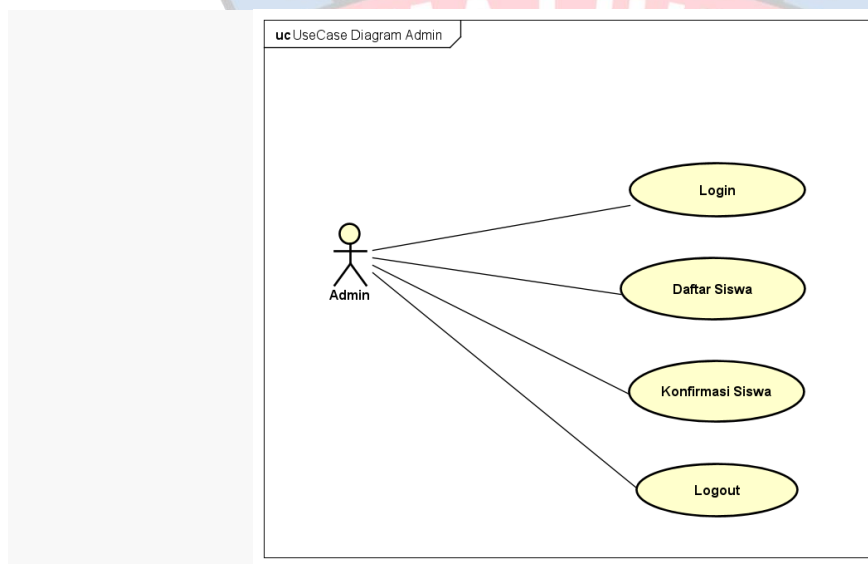 uc UseCase Diagram Admin
Login
Admin
Daftar Siswa
Konfirmasi Siswa
Logout